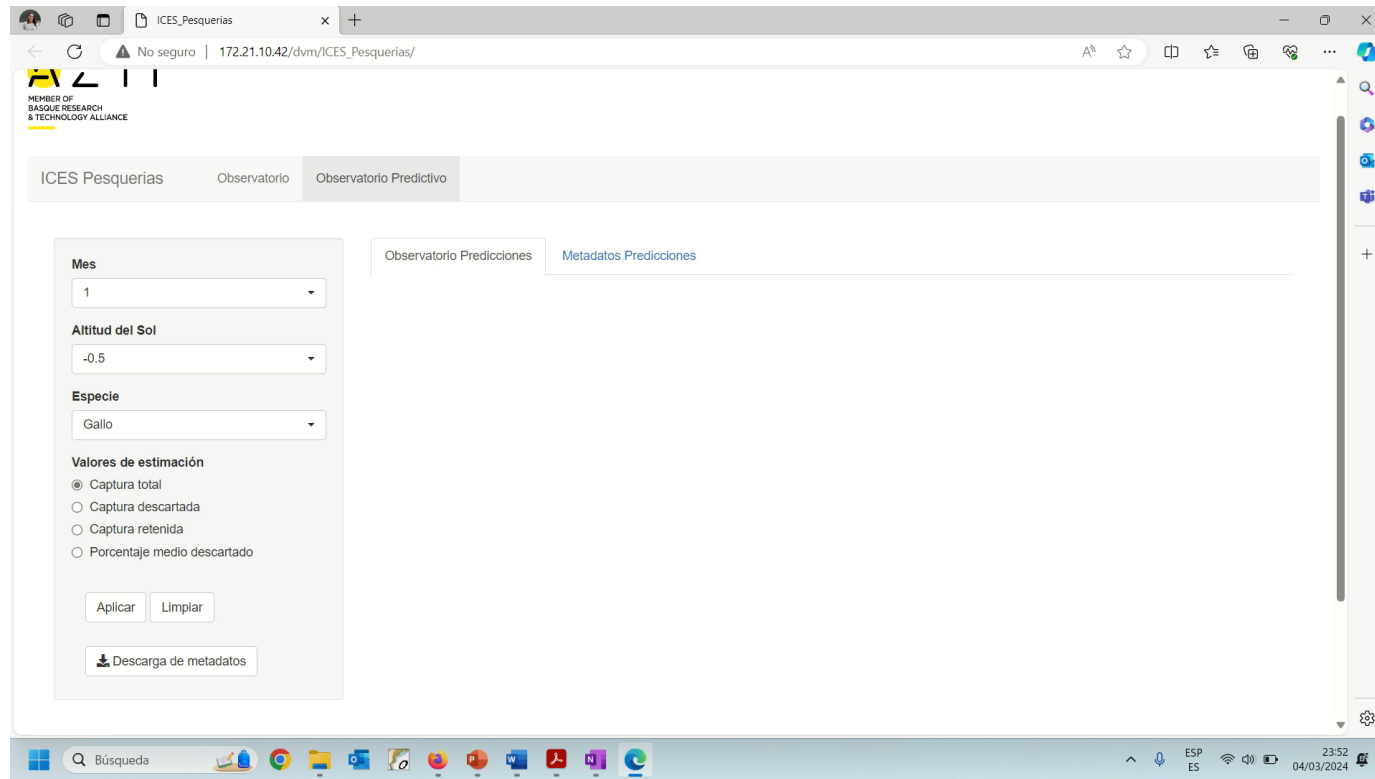 ICES_Pesquerias
No seguro | 172.21.10.42/dvm/ICES_Pesquerias/
MEMBER OF
BASQUE RESEARCH
& TECHNOLOGY ALLIANCE
ICES Pesquerias
Observatorio
Observatorio Predictivo
Mes
1
Altitud del Sol
-0.5
Especie
Gallo
Valores de estimación
Captura total
Captura descartada
Captura retenida
Porcentaje medio descartado
Aplicar
Limpiar
Descarga de metadatos
Observatorio Predicciones
Metadatos Predicciones
Búsqueda
ESP
ES
23:52
04/03/2024